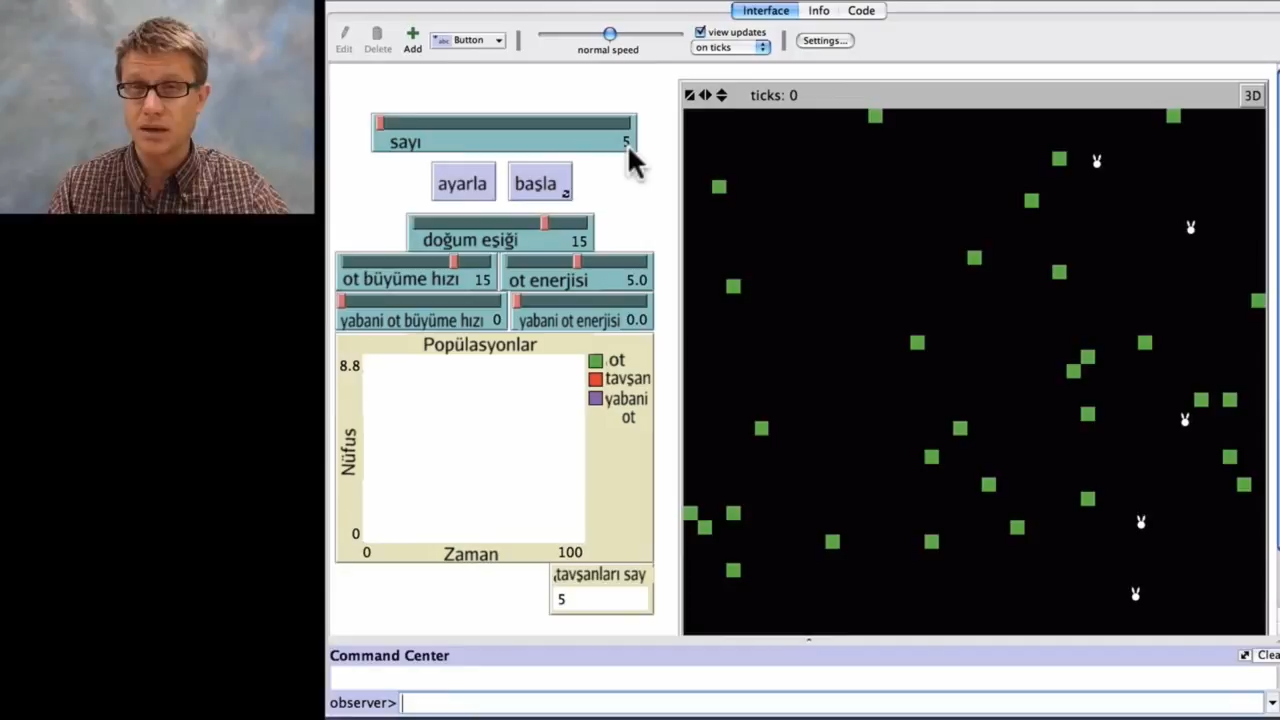 Interface Info Code
Edit Delete Add abc Button normal speed view updates on ticks Settings...
ticks: 0 3D
sayı 5
ayarla başla
doğum eşiği 15
ot büyüme hızı 15 ot enerjisi 5.0
yabani ot büyüme hızı 0 yabani ot enerjisi 0.0
Popülasyonlar
8.8
Nüfus
0
0 Zaman 100
ot
tavşan
yabani
ot
tavşanları say
5
Command Center Clea
observer>